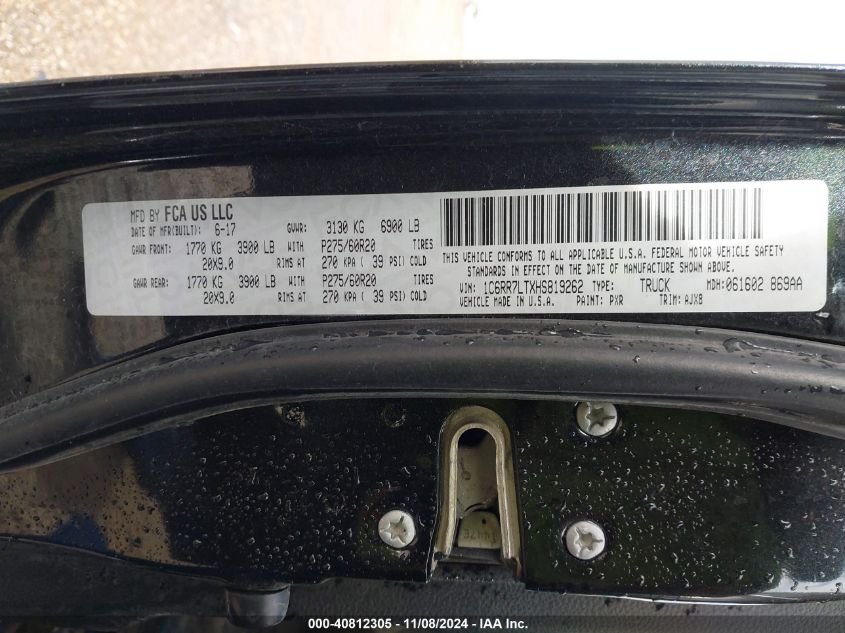 MFD BY FCA US LLC
DATE OF MFR(BUILT): 6-17 GVWR: 3130 KG 6900 LB
GAWR FRONT: 1770 KG 3900 LB WITH P275/60R20 TIRES
20X9.0 RIMS AT 270 KPA ( 39 PSI) COLD
GAWR REAR: 1770 KG 3900 LB WITH P275/60R20 TIRES
20X9.0 RIMS AT 270 KPA ( 39 PSI) COLD
THIS VEHICLE CONFORMS TO ALL APPLICABLE U.S.A. FEDERAL MOTOR VEHICLE SAFETY
STANDARDS IN EFFECT ON THE DATE OF MANUFACTURE SHOWN ABOVE.
VIN: 1C6RR7LTXHS819262 TYPE: TRUCK MDH:061602 869AA
VEHICLE MADE IN U.S.A. PAINT: PXR TRIM: AJX8
000-40812305 - 11/08/2024 - © IAA, Inc.